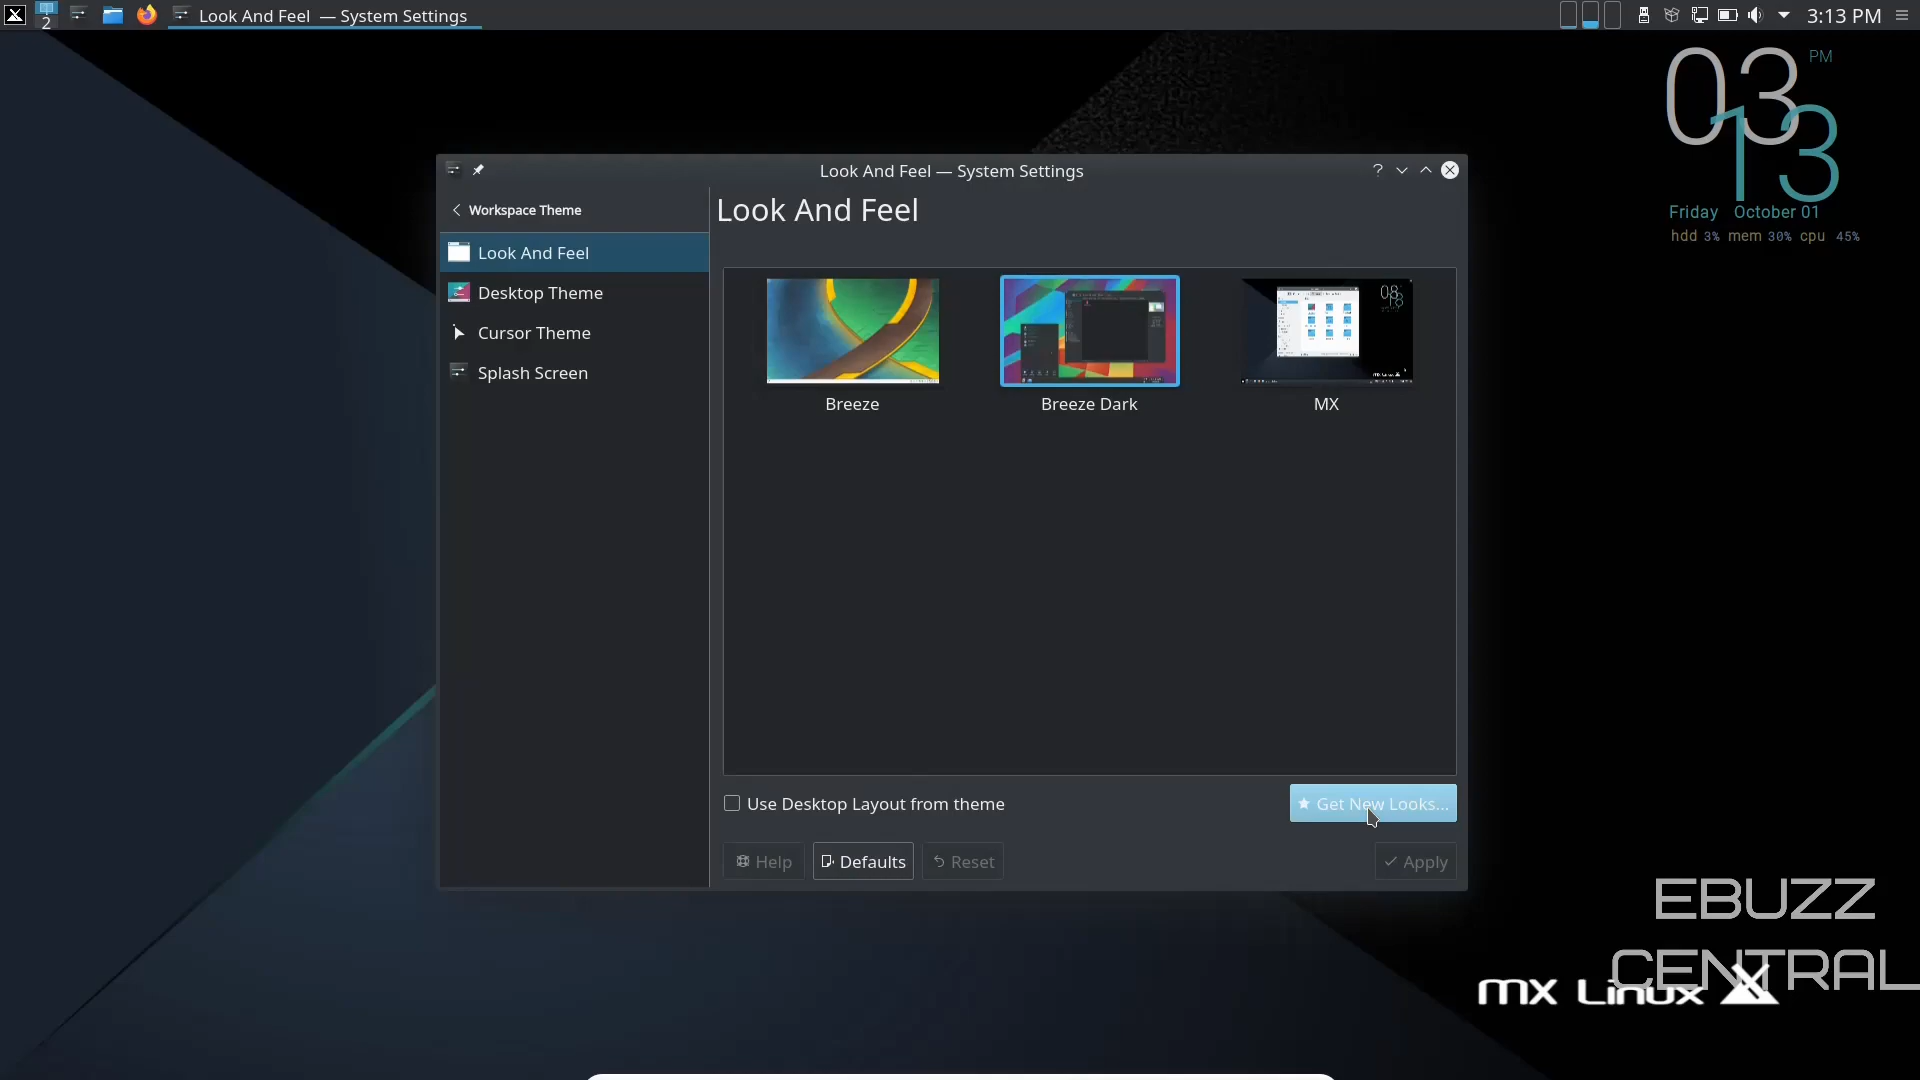 2
Look And Feel — System Settings
3:13 PM
03
PM
13
Friday October 01
hdd 3% mem 30% cpu 45%
Look And Feel — System Settings
?
Workspace Theme
Look And Feel
Desktop Theme
Cursor Theme
Splash Screen
Look And Feel
Breeze
Breeze Dark
MX
Use Desktop Layout from theme
Get New Looks...
Help
Defaults
Reset
Apply
EBUZZ
CENTRAL
mx Linux